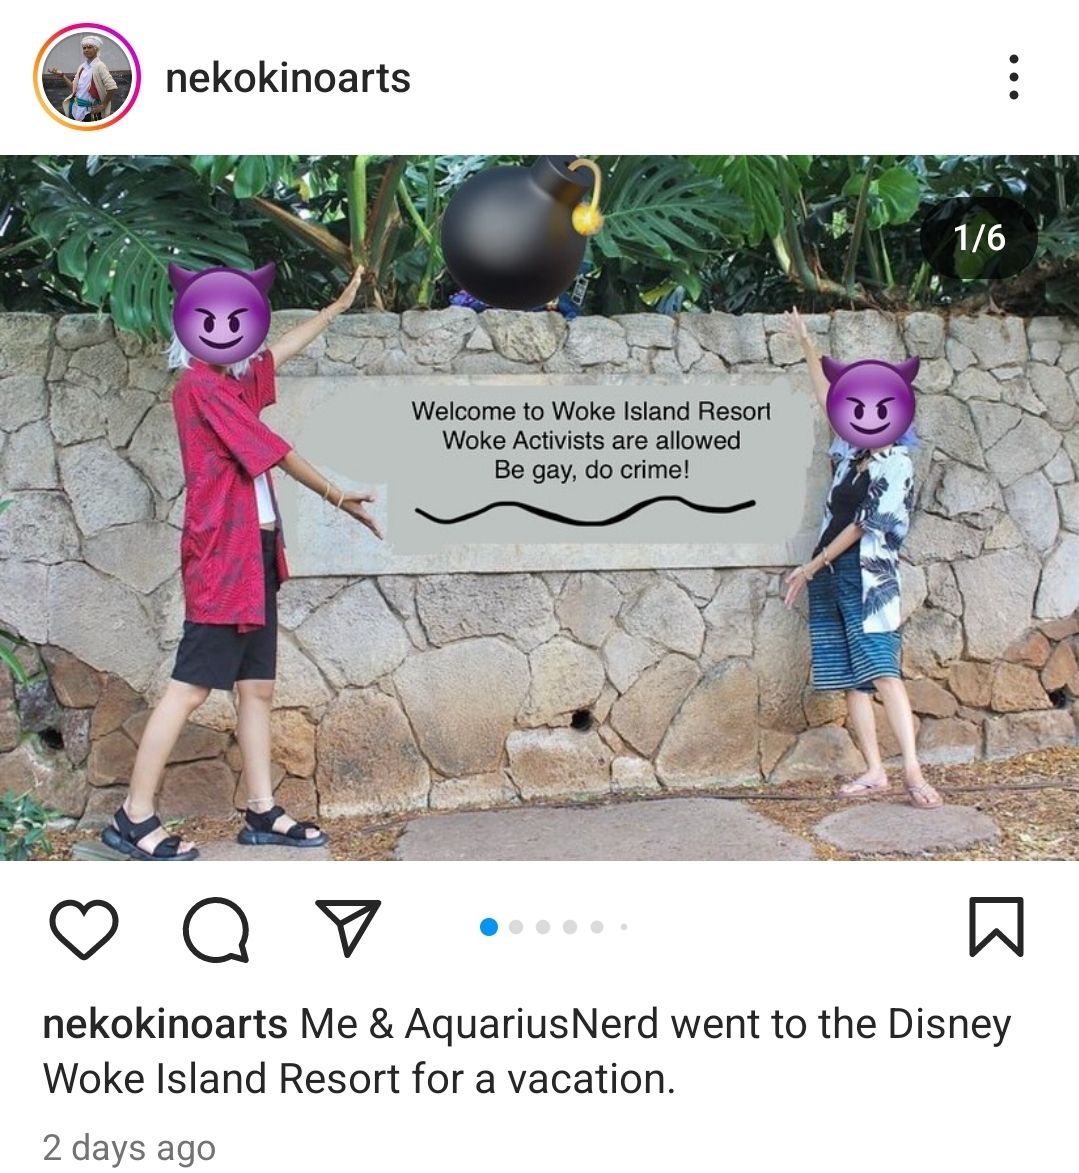 nekokinoarts
1/6
Welcome to Woke Island Resort
Woke Activists are allowed
Be gay, do crime!
nekokinoarts Me & AquariusNerd went to the Disney
Woke Island Resort for a vacation.
2 days ago